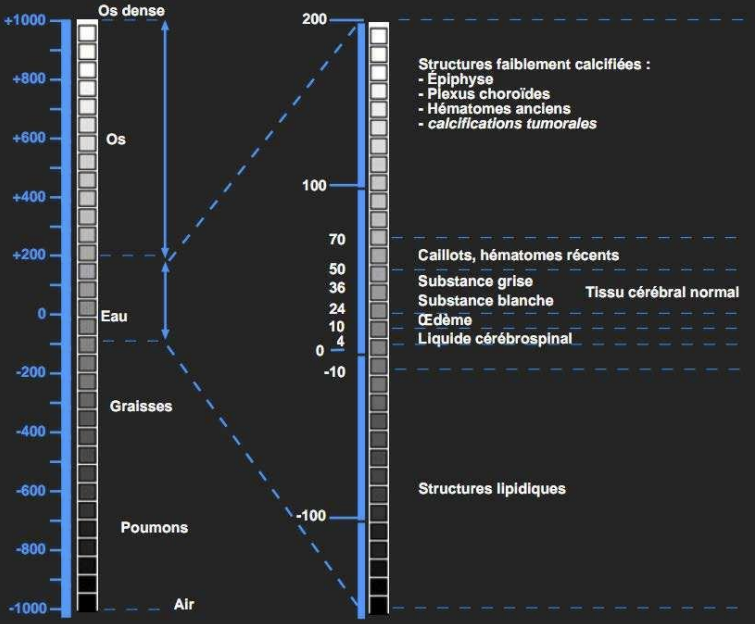 Os dense
+1000
+800
Os
+600
+400
+200
0
Eau
-200
Graisses
-400
-600
Poumons
-800
-1000
Air
200
Structures faiblement calcifiées :
- Épiphyse
- Plexus choroïdes
- Hématomes anciens
- calcifications tumorales
100
70
Caillots, hématomes récents
50
Substance grise
36
Substance blanche
Tissu cérébral normal
24
Œdème
10
4
Liquide cérébrospinal
0
-10
Structures lipidiques
-100